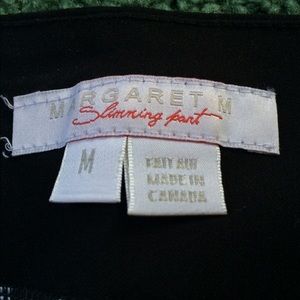 MARGARET M
Slimming pant
M
FAIT AU/
MADE IN
CANADA